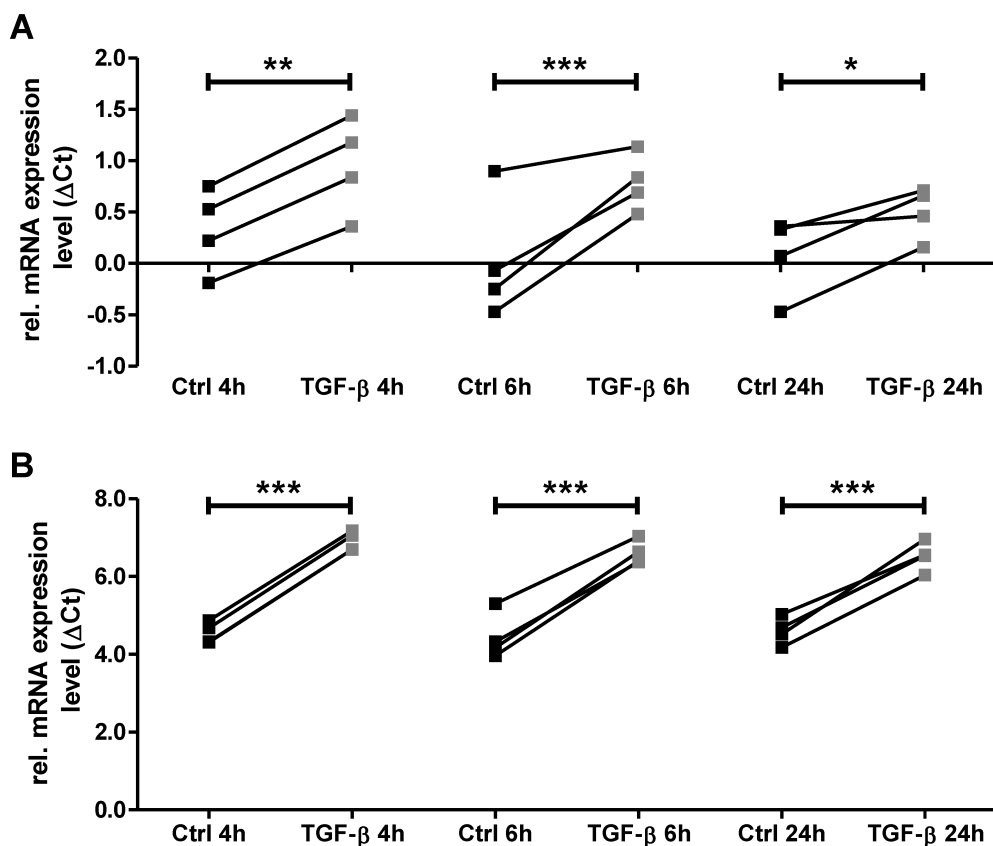 A
rel. mRNA expression
level (ΔCt)
2.0
1.5
1.0
0.5
0.0
-0.5
-1.0
** *** *
Ctrl 4h TGF-β 4h Ctrl 6h TGF-β 6h Ctrl 24h TGF-β 24h
B
rel. mRNA expression
level (ΔCt)
8.0
6.0
4.0
2.0
0.0
*** *** ***
Ctrl 4h TGF-β 4h Ctrl 6h TGF-β 6h Ctrl 24h TGF-β 24h